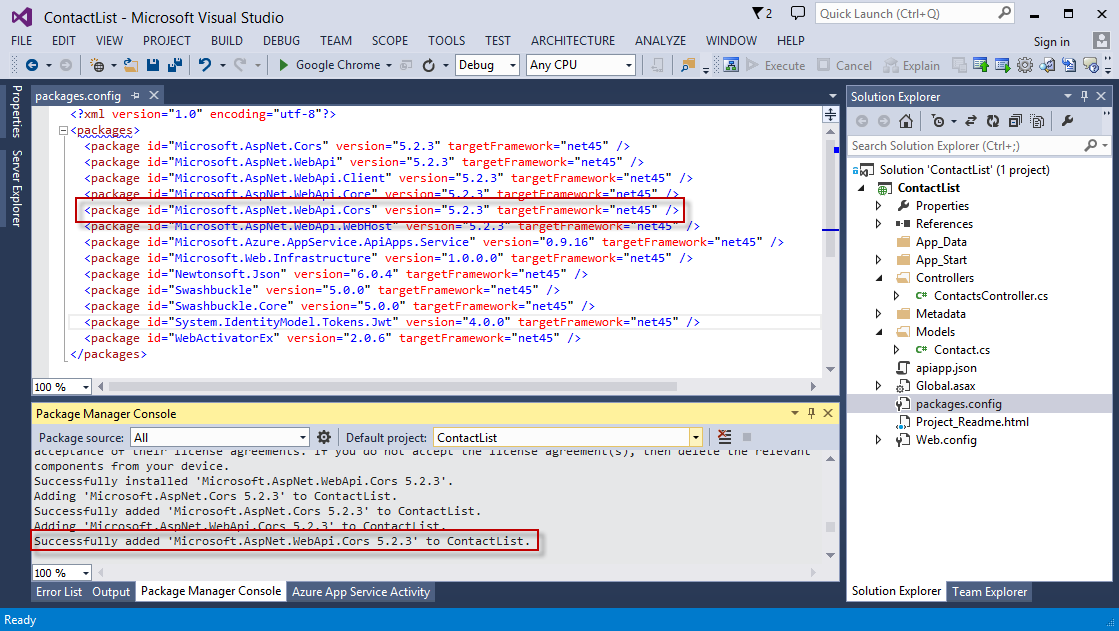 ContactList - Microsoft Visual Studio
2
Quick Launch (Ctrl+Q)
FILE EDIT VIEW PROJECT BUILD DEBUG TEAM SCOPE TOOLS TEST ARCHITECTURE ANALYZE WINDOW HELP
Sign in
Google Chrome Debug Any CPU Execute Cancel Explain
Properties
Server Explorer
packages.config
<?xml version="1.0" encoding="utf-8"?>
<packages>
<package id="Microsoft.AspNet.Cors" version="5.2.3" targetFramework="net45" />
<package id="Microsoft.AspNet.WebApi" version="5.2.3" targetFramework="net45" />
<package id="Microsoft.AspNet.WebApi.Client" version="5.2.3" targetFramework="net45" />
<package id="Microsoft.AspNet.WebApi.Core" version="5.2.3" targetFramework="net45" />
<package id="Microsoft.AspNet.WebApi.Cors" version="5.2.3" targetFramework="net45" />
<package id="Microsoft.AspNet.WebApi.WebHost" version="5.2.3" targetFramework="net45" />
<package id="Microsoft.Azure.AppService.ApiApps.Service" version="0.9.16" targetFramework="net45" />
<package id="Microsoft.Web.Infrastructure" version="1.0.0.0" targetFramework="net45" />
<package id="Newtonsoft.Json" version="6.0.4" targetFramework="net45" />
<package id="Swashbuckle" version="5.0.0" targetFramework="net45" />
<package id="Swashbuckle.Core" version="5.0.0" targetFramework="net45" />
<package id="System.IdentityModel.Tokens.Jwt" version="4.0.0" targetFramework="net45" />
<package id="WebActivatorEx" version="2.0.6" targetFramework="net45" />
</packages>
100 %
Package Manager Console
Package source: All Default project: ContactList
acceptance of their license agreements. If you do not accept the license agreement(s), then delete the relevant
components from your device.
Successfully installed 'Microsoft.AspNet.WebApi.Cors 5.2.3'.
Adding 'Microsoft.AspNet.Cors 5.2.3' to ContactList.
Successfully added 'Microsoft.AspNet.Cors 5.2.3' to ContactList.
Adding 'Microsoft.AspNet.WebApi.Cors 5.2.3' to ContactList.
Successfully added 'Microsoft.AspNet.WebApi.Cors 5.2.3' to ContactList.
100 %
Error List Output Package Manager Console Azure App Service Activity
Solution Explorer
Search Solution Explorer (Ctrl+;)
Solution 'ContactList' (1 project)
ContactList
Properties
References
App_Data
App_Start
Controllers
C# ContactsController.cs
Metadata
Models
C# Contact.cs
apiapp.json
Global.asax
packages.config
Project_Readme.html
Web.config
Solution Explorer Team Explorer
Ready